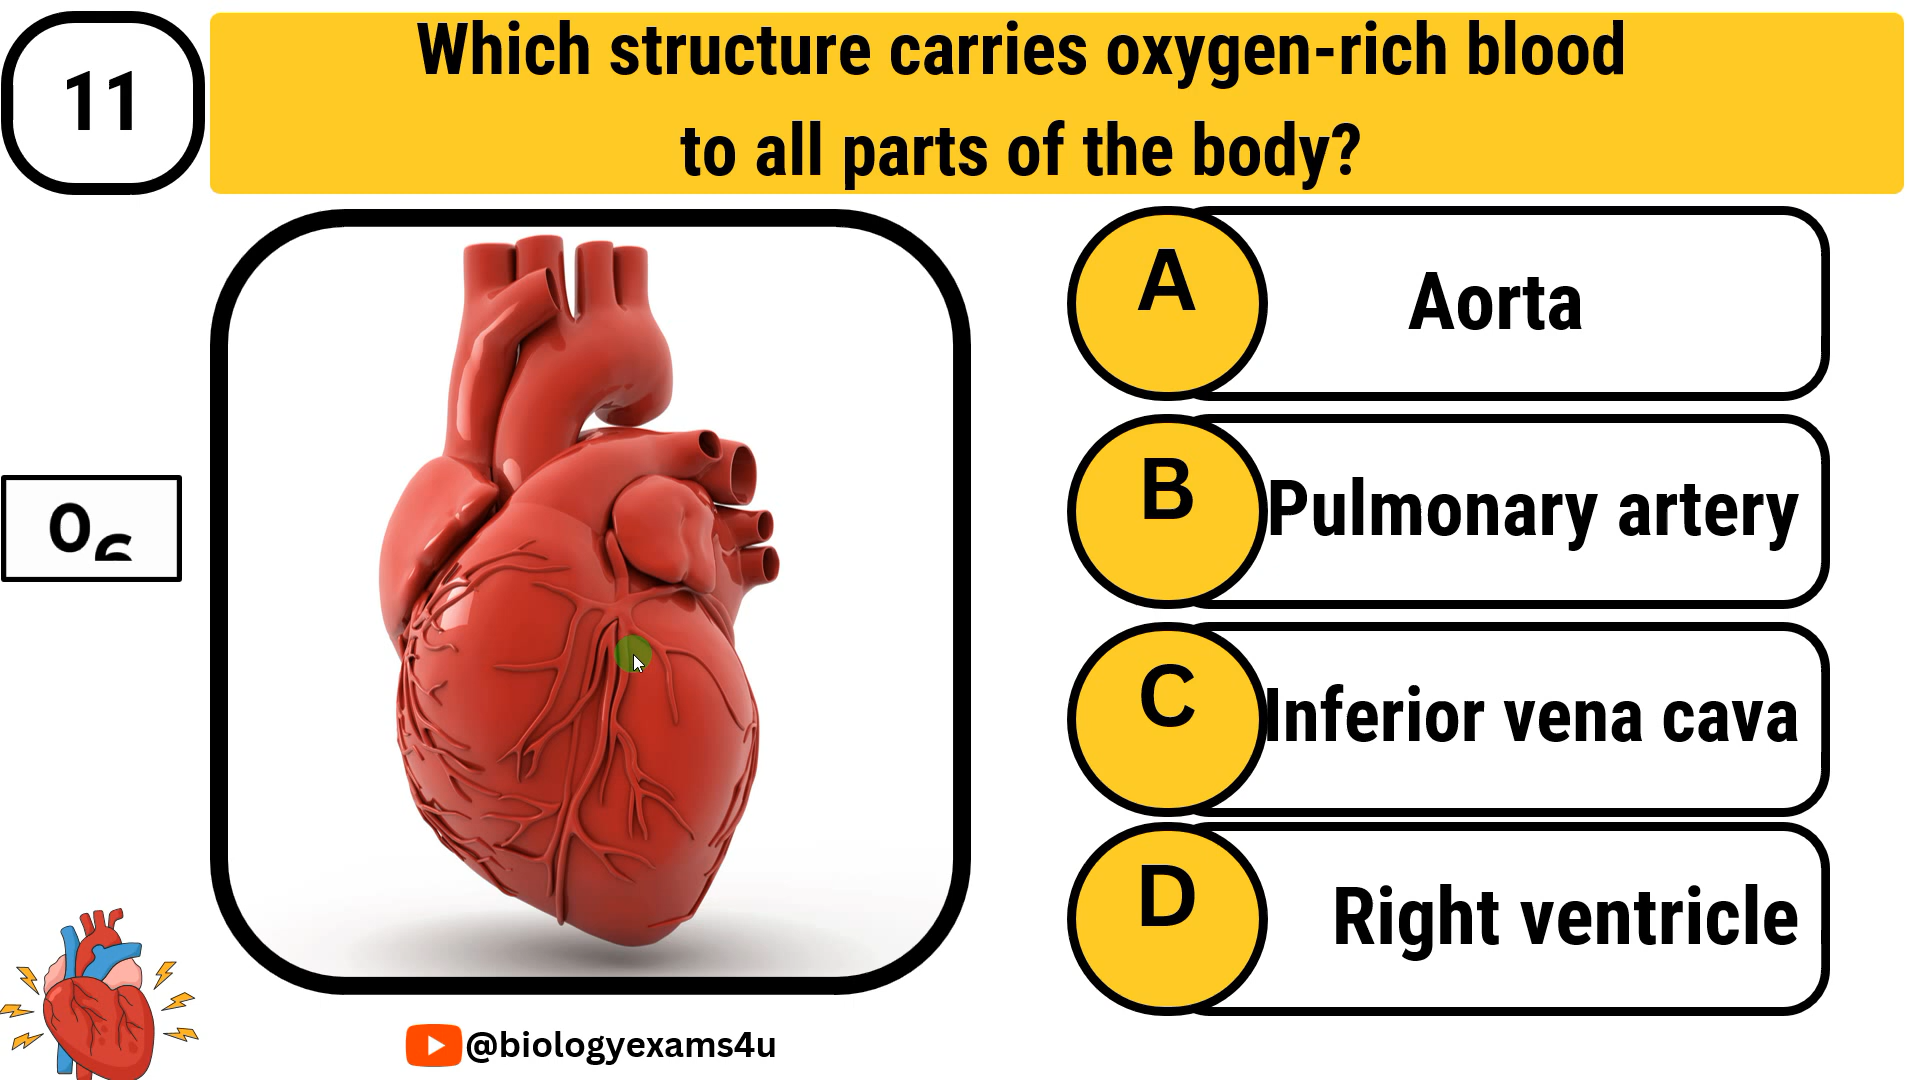 11
Which structure carries oxygen-rich blood
to all parts of the body?
A
Aorta
B
Pulmonary artery
06
C
Inferior vena cava
D
Right ventricle
@biologyexams4u